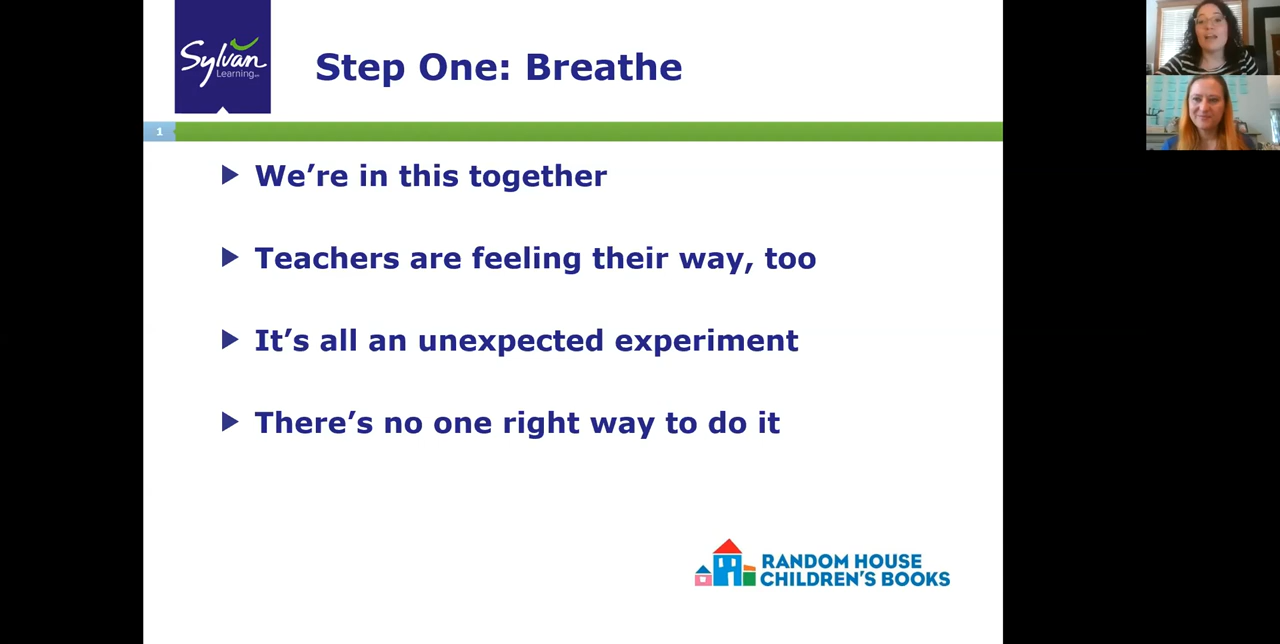 Sylvan
Learning
Step One: Breathe
1
We’re in this together
Teachers are feeling their way, too
It’s all an unexpected experiment
There’s no one right way to do it
RANDOM HOUSE
CHILDREN’S BOOKS